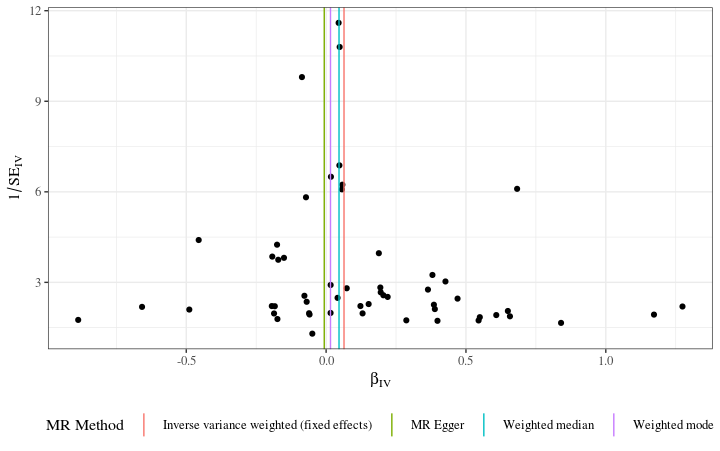 12
9
6
3
1/SE_IV
-0.5
0.0
0.5
1.0
β_IV
MR Method Inverse variance weighted (fixed effects) MR Egger Weighted median Weighted mode